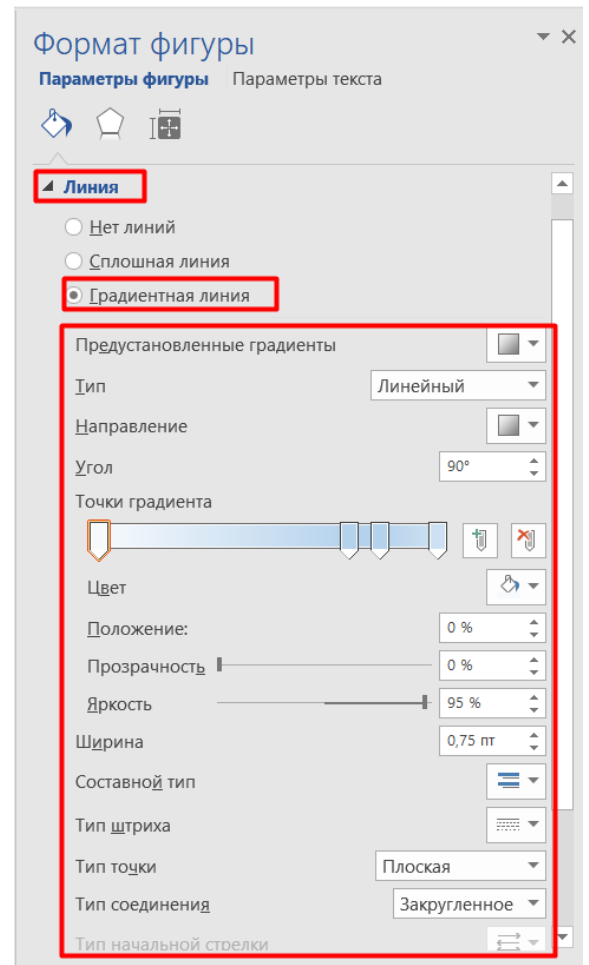 Формат фигуры
Параметры фигуры Параметры текста
Линия
Нет линий
Сплошная линия
Градиентная линия
Предустановленные градиенты
Тип Линейный
Направление
Угол 90°
Точки градиента
Цвет
Положение: 0 %
Прозрачность 0 %
Яркость 95 %
Ширина 0,75 пт
Составной тип
Тип штриха
Тип точки Плоская
Тип соединения Закругленное
Тип начальной стрелки